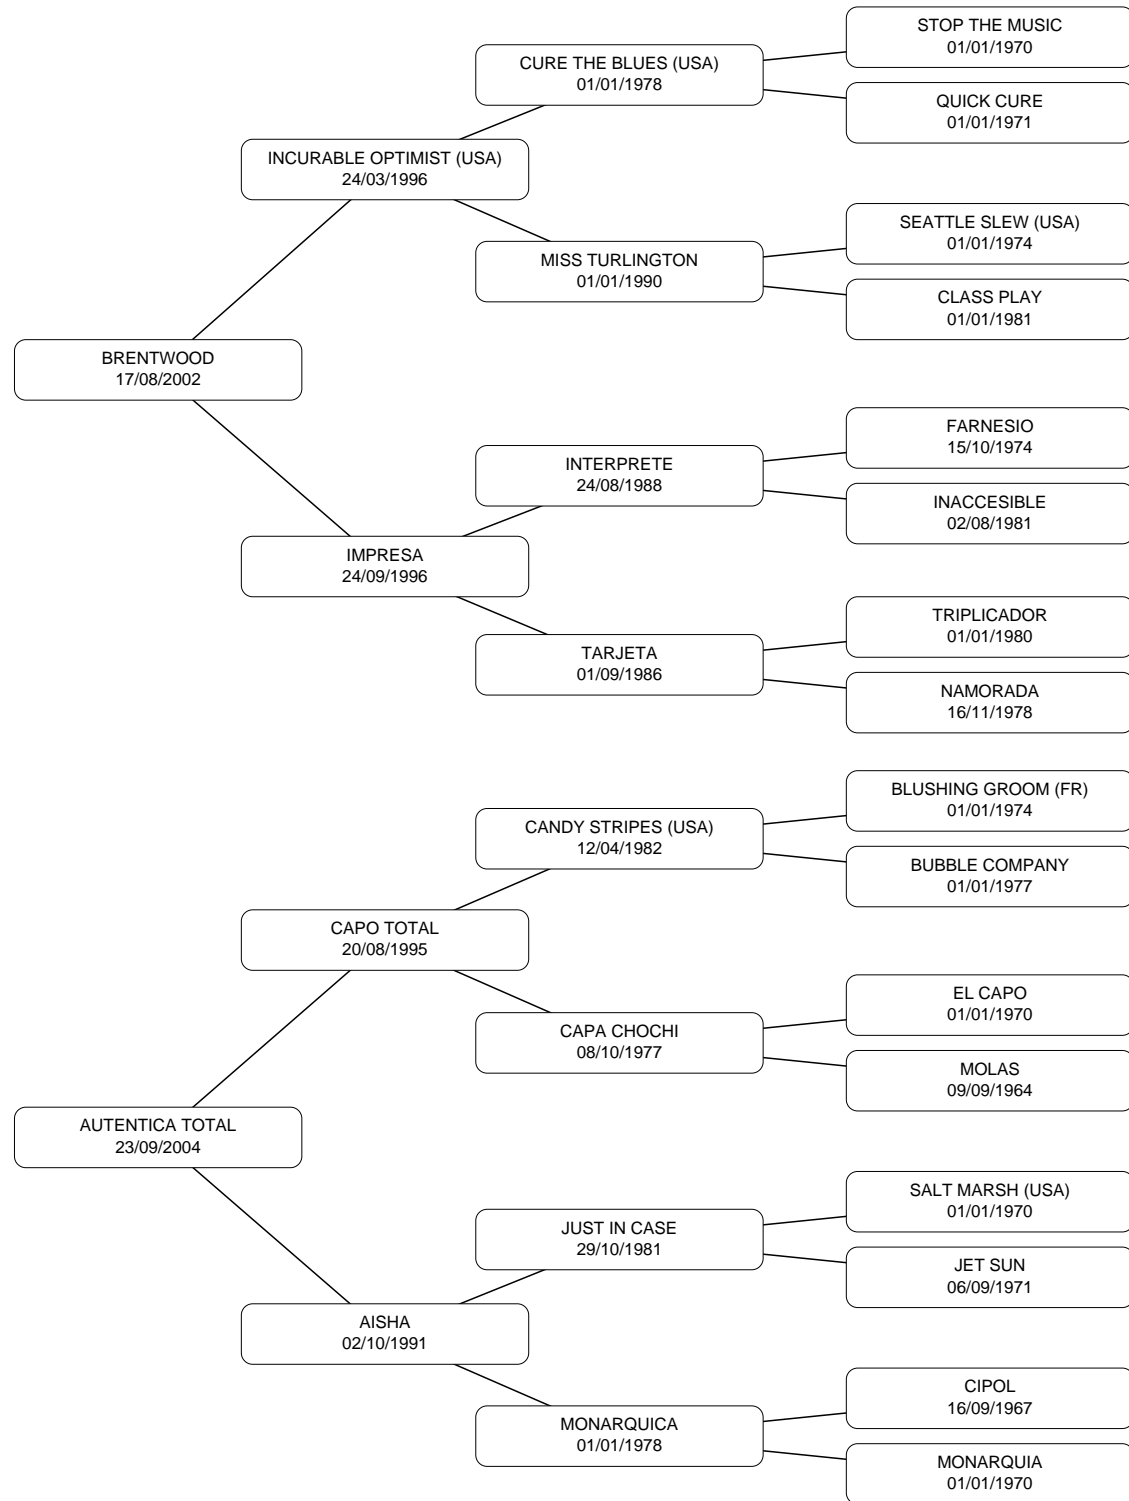 STOP THE MUSIC
01/01/1970
CURE THE BLUES (USA)
01/01/1978
QUICK CURE
01/01/1971
INCURABLE OPTIMIST (USA)
24/03/1996
SEATTLE SLEW (USA)
01/01/1974
MISS TURLINGTON
01/01/1990
CLASS PLAY
01/01/1981
BRENTWOOD
17/08/2002
FARNESIO
15/10/1974
INTERPRETE
24/08/1988
INACCESIBLE
02/08/1981
IMPRESA
24/09/1996
TRIPLICADOR
01/01/1980
TARJETA
01/09/1986
NAMORADA
16/11/1978
BLUSHING GROOM (FR)
01/01/1974
CANDY STRIPES (USA)
12/04/1982
BUBBLE COMPANY
01/01/1977
CAPO TOTAL
20/08/1995
EL CAPO
01/01/1970
CAPA CHOCHI
08/10/1977
MOLAS
09/09/1964
AUTENTICA TOTAL
23/09/2004
SALT MARSH (USA)
01/01/1970
JUST IN CASE
29/10/1981
JET SUN
06/09/1971
AISHA
02/10/1991
CIPOL
16/09/1967
MONARQUICA
01/01/1978
MONARQUIA
01/01/1970